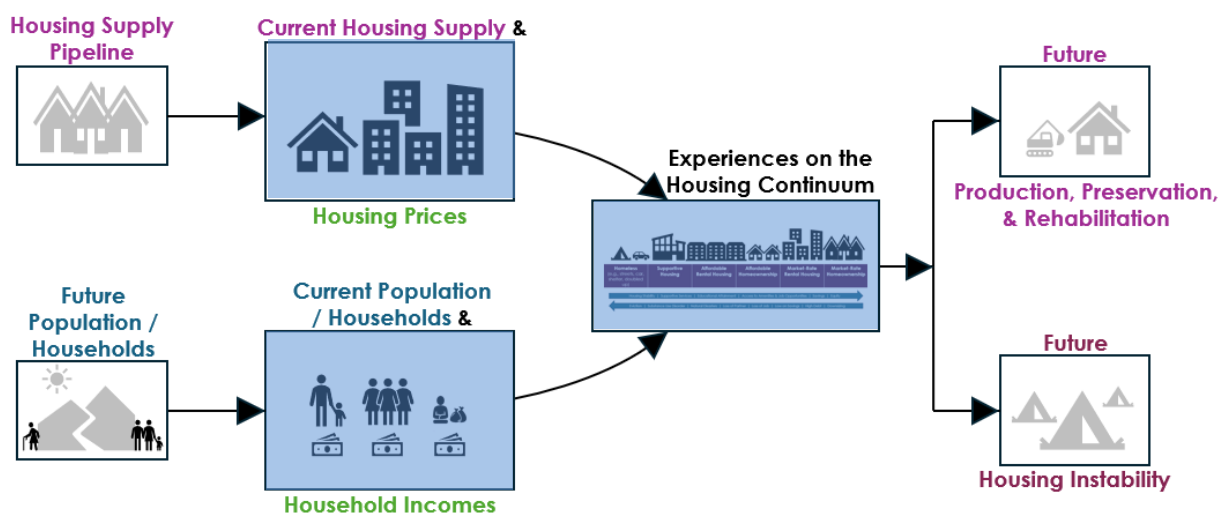 Housing Supply
Pipeline
Current Housing Supply &
Housing Prices
Future
Population /
Households
Current Population
/ Households &
Household Incomes
Experiences on the
Housing Continuum
Supportive
Housing
Affordable
Rental Housing
Affordable
Homeownership
Market Rate
Rental Housing
Market Rate
Homeownership
Future
Production, Preservation,
& Rehabilitation
Future
Housing Instability